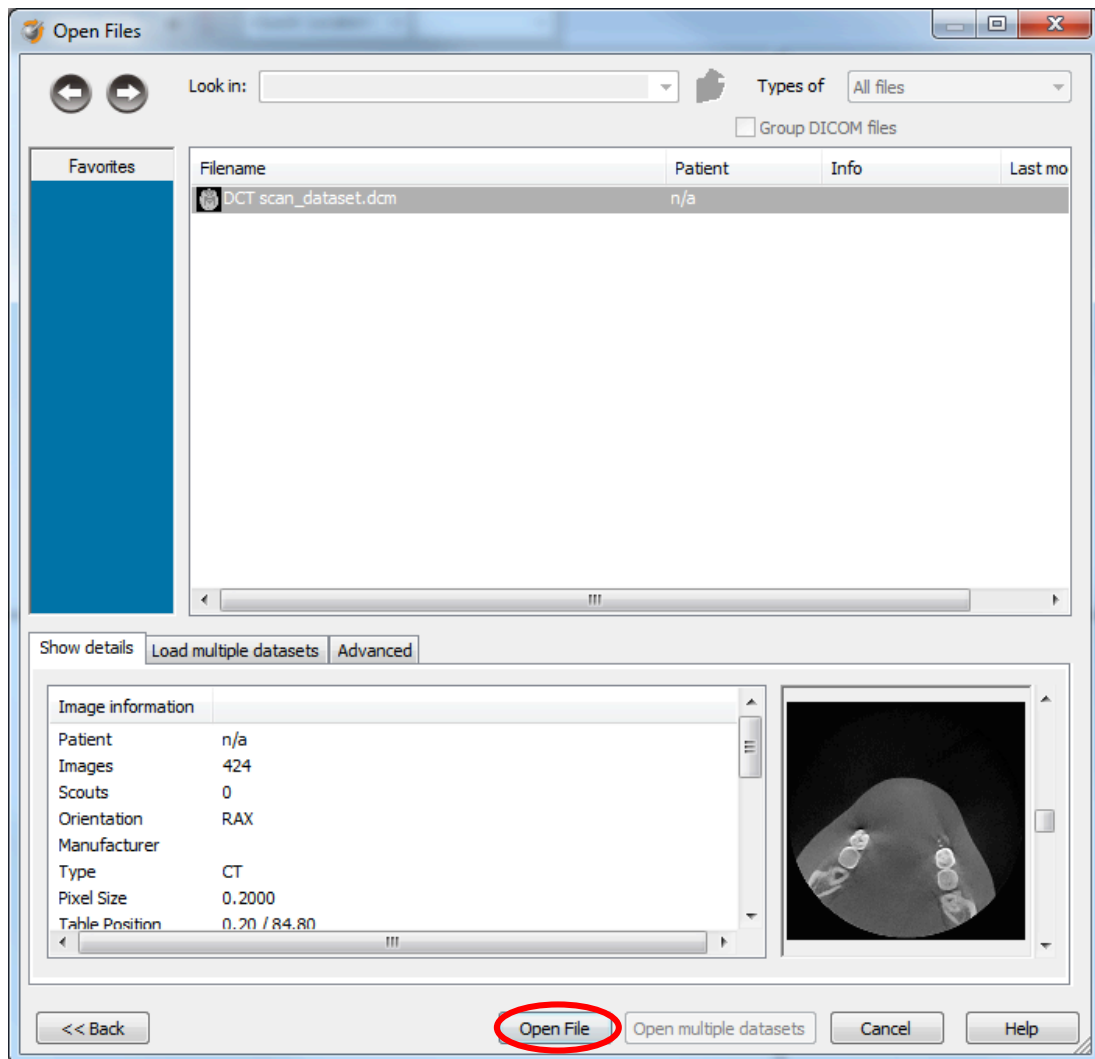 Open Files
Look in:
Types of
All files
Group DICOM files
Favorites
Filename Patient Info Last mo
DCT scan_dataset.dcm n/a
Show details Load multiple datasets Advanced
Image information
Patient n/a
Images 424
Scouts 0
Orientation RAX
Manufacturer
Type CT
Pixel Size 0.2000
Table Position 0.20 / 84.80
<< Back Open File Open multiple datasets Cancel Help